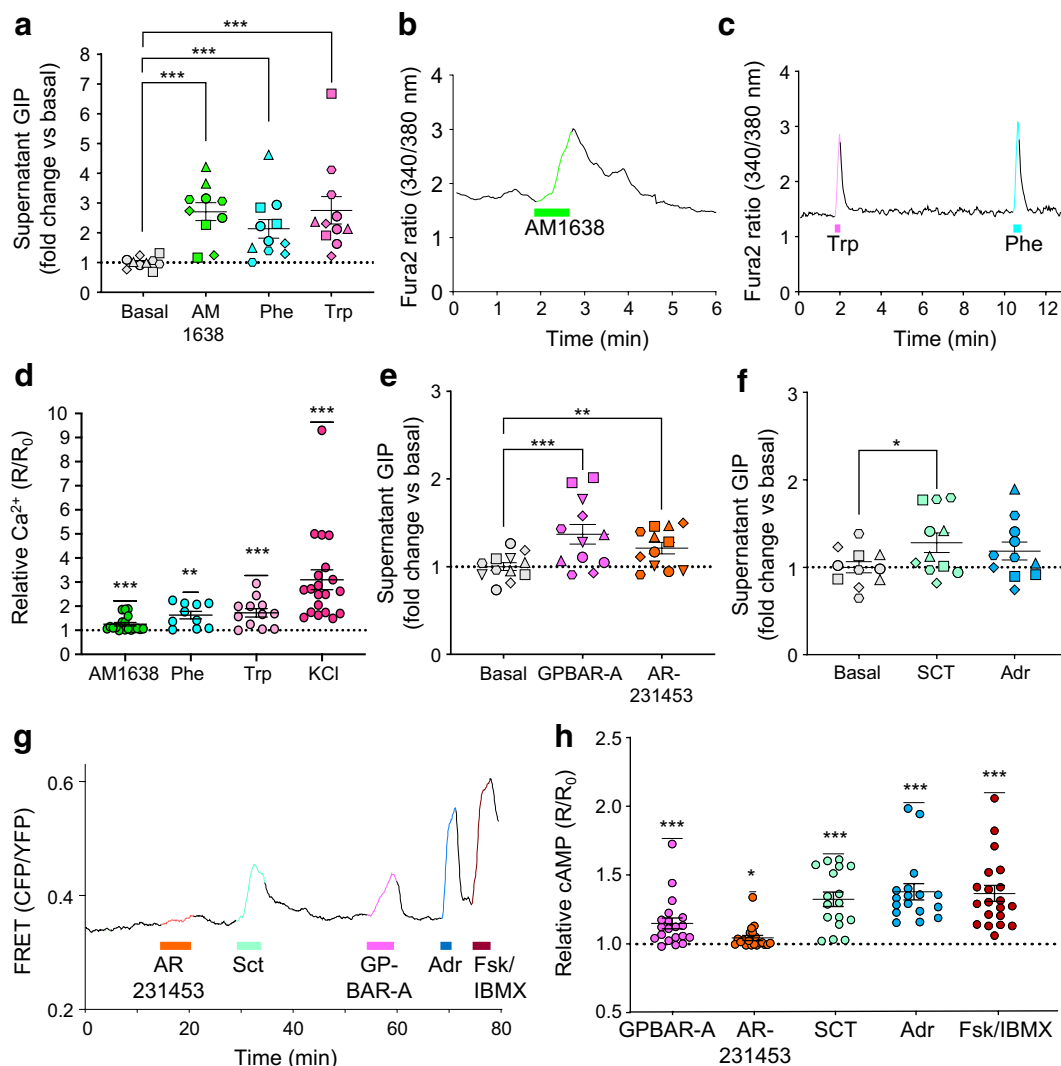 a
Supernatant GIP
(fold change vs basal)
8
7
6
5
4
3
2
1
0
***
***
***
Basal
AM
1638
Phe
Trp
b
Fura2 ratio (340/380 nm)
4
3
2
1
0
AM1638
0 1 2 3 4 5 6
Time (min)
c
Fura2 ratio (340/380 nm)
4
3
2
1
0
Trp
Phe
0 2 4 6 8 10 12
Time (min)
d
Relative Ca2+ (R/R0)
10
9
8
7
6
5
4
3
2
1
0
***
**
***
***
AM1638 Phe Trp KCl
e
Supernatant GIP
(fold change vs basal)
3
2
1
0
***
**
Basal
GPBAR-A
AR-
231453
f
Supernatant GIP
(fold change vs basal)
3
2
1
0
*
Basal SCT Adr
g
FRET (CFP/YFP)
0.6
0.4
0.2
AR
231453
Sct
GP-
BAR-A
Adr
Fsk/
IBMX
0 20 40 60 80
Time (min)
h
Relative cAMP (R/R0)
2.5
2.0
1.5
1.0
0.5
***
*
***
***
***
GPBAR-A
AR-
231453
SCT
Adr
Fsk/IBMX